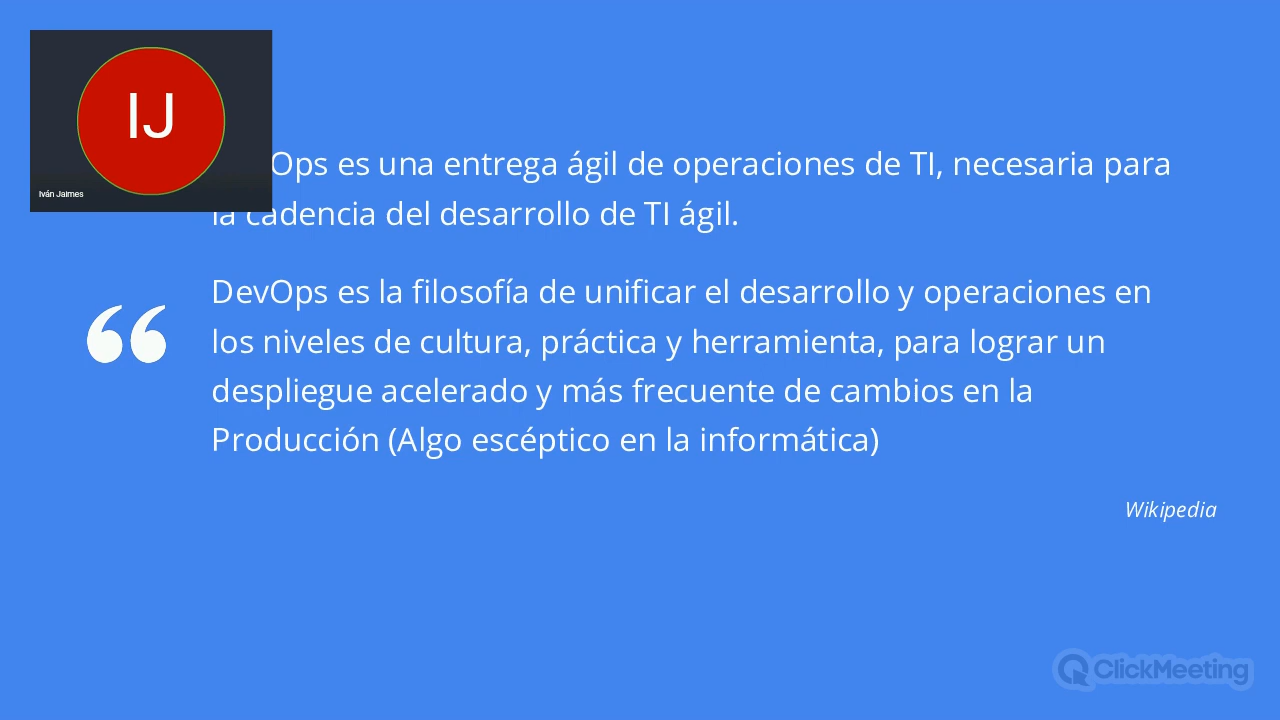 IJ
Iván Jaimes
Ops es una entrega ágil de operaciones de TI, necesaria para
la cadencia del desarrollo de TI ágil.
“
DevOps es la filosofía de unificar el desarrollo y operaciones en
los niveles de cultura, práctica y herramienta, para lograr un
despliegue acelerado y más frecuente de cambios en la
Producción (Algo escéptico en la informática)
Wikipedia
ClickMeeting